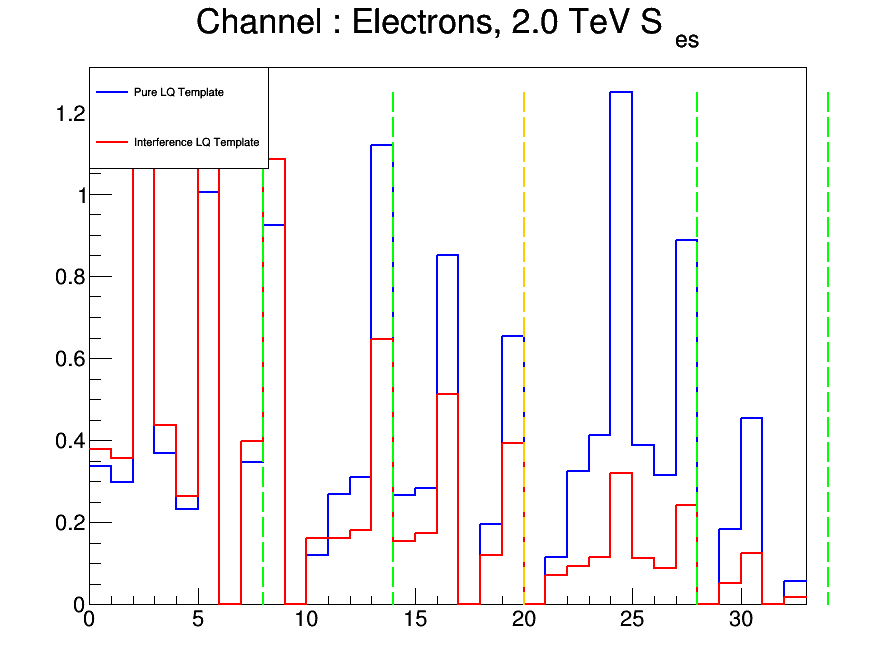 Channel : Electrons, 2.0 TeV S es
Pure LQ Template
Interference LQ Template
1.2
1
0.8
0.6
0.4
0.2
0
0 5 10 15 20 25 30